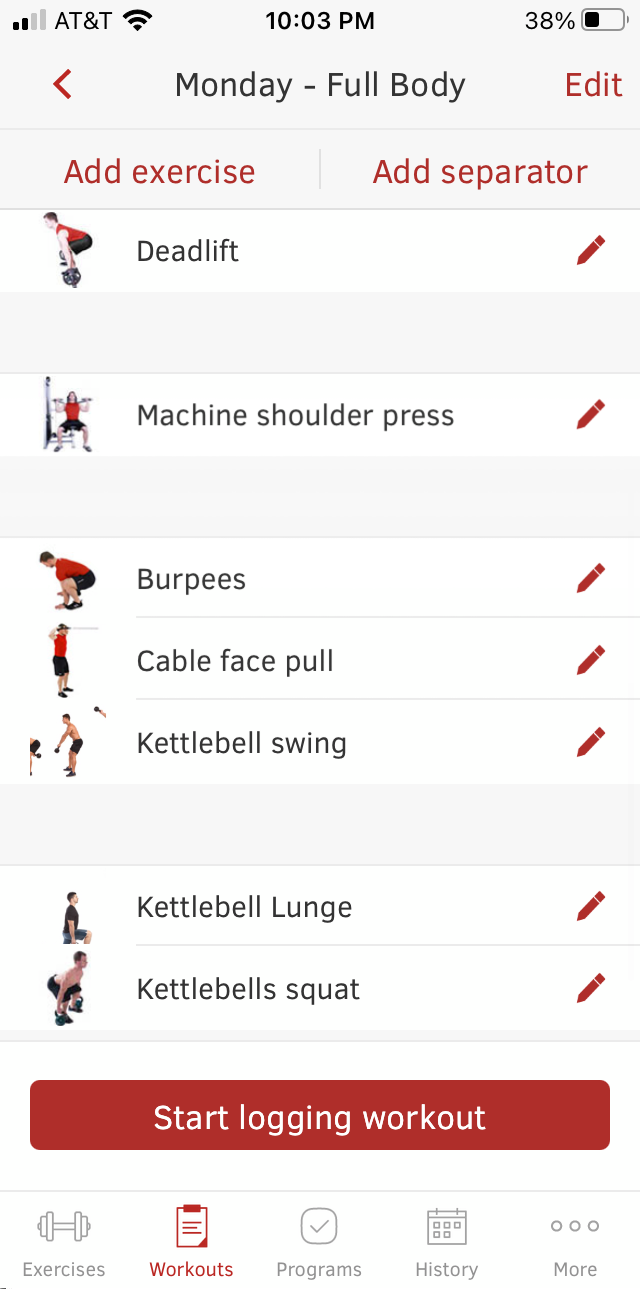 AT&T 10:03 PM 38%
Monday - Full Body Edit
Add exercise Add separator
Deadlift
Machine shoulder press
Burpees
Cable face pull
Kettlebell swing
Kettlebell Lunge
Kettlebells squat
Start logging workout
Exercises Workouts Programs History More